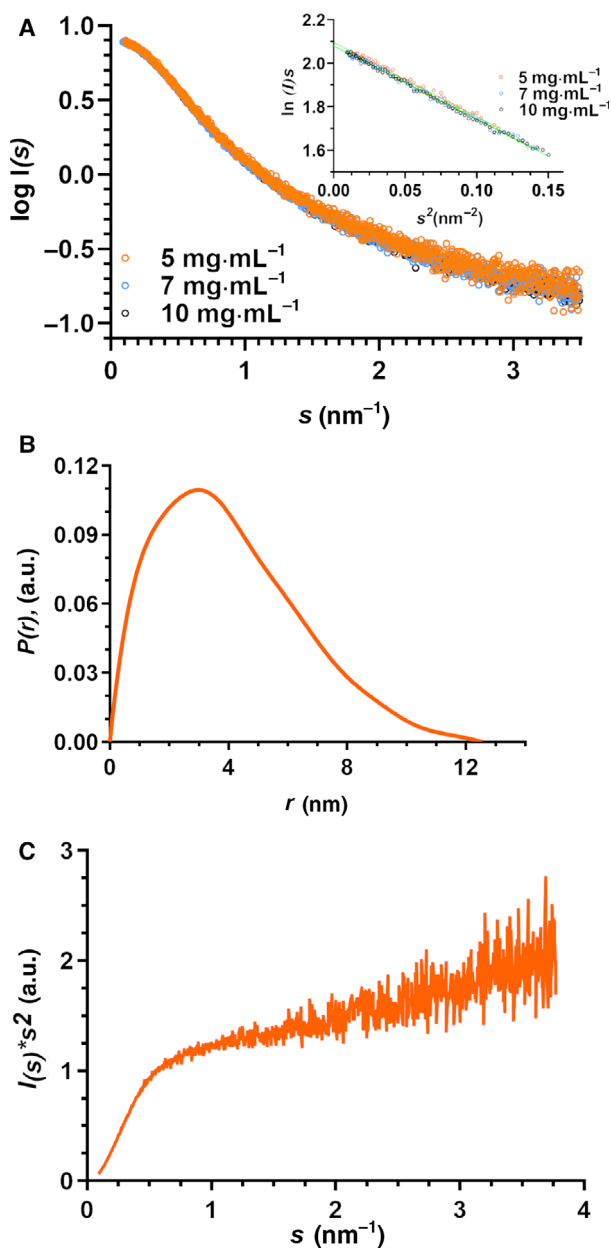 A
log I(s)
1.0
0.5
0.0
−0.5
−1.0
0
1
2
3
s (nm⁻¹)
5 mg·mL⁻¹
7 mg·mL⁻¹
10 mg·mL⁻¹
ln (I)s
2.2
2.0
1.8
1.6
0.00
0.05
0.10
0.15
s²(nm⁻²)
5 mg·mL⁻¹
7 mg·mL⁻¹
10 mg·mL⁻¹
B
P(r), (a.u.)
0.12
0.09
0.06
0.03
0.00
0
4
8
12
r (nm)
C
I(s)*s² (a.u.)
3
2
1
0
0
1
2
3
4
s (nm⁻¹)